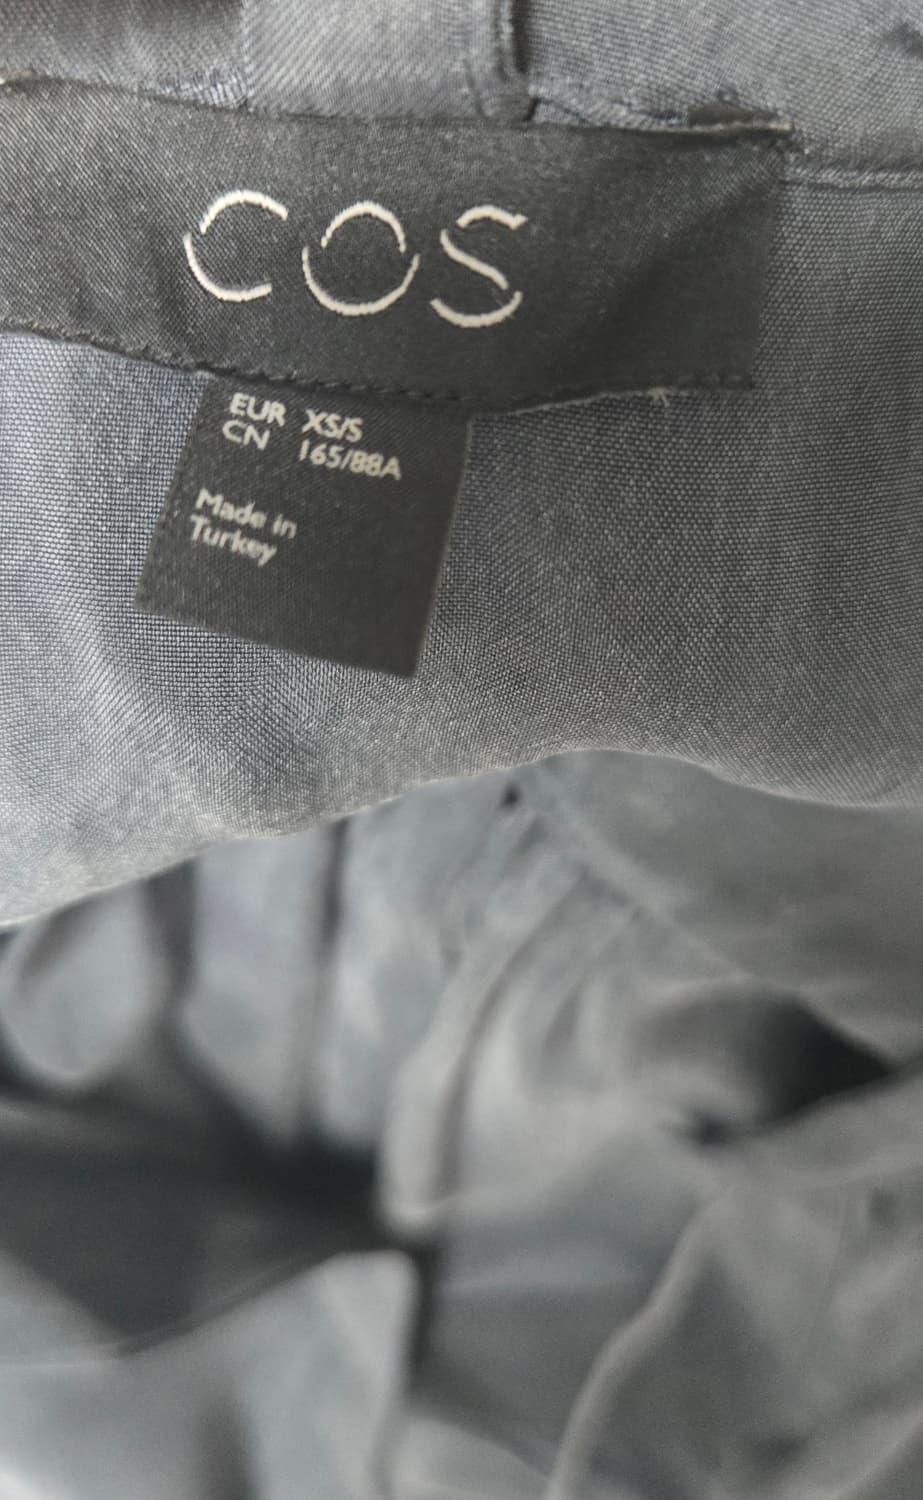 COS
EUR XS/S
CN 165/88A
Made in
Turkey